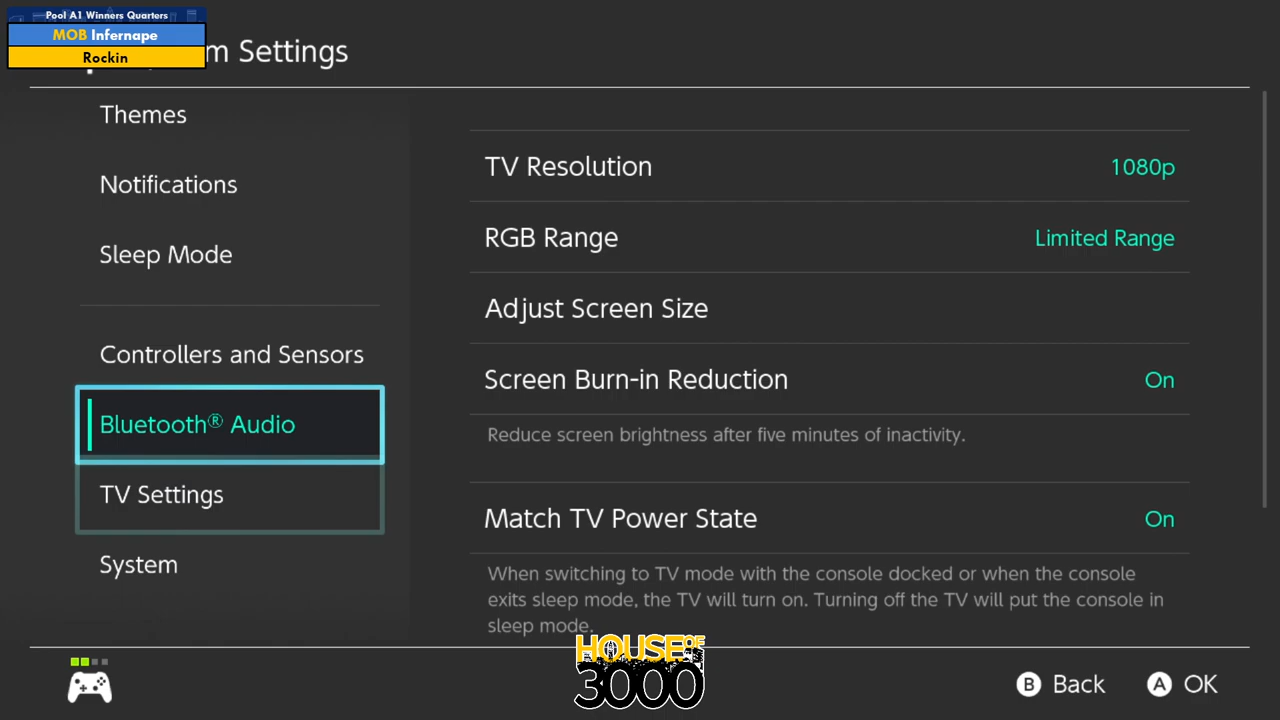 Pool A1 Winners Quarters
MOB Infernape
Rockin
m Settings
Themes
Notifications
Sleep Mode
Controllers and Sensors
Bluetooth® Audio
TV Settings
System
TV Resolution 1080p
RGB Range Limited Range
Adjust Screen Size
Screen Burn-in Reduction On
Reduce screen brightness after five minutes of inactivity.
Match TV Power State On
When switching to TV mode with the console docked or when the console
exits sleep mode, the TV will turn on. Turning off the TV will put the console in
sleep mode.
HOUSE OF
3000
B Back A OK